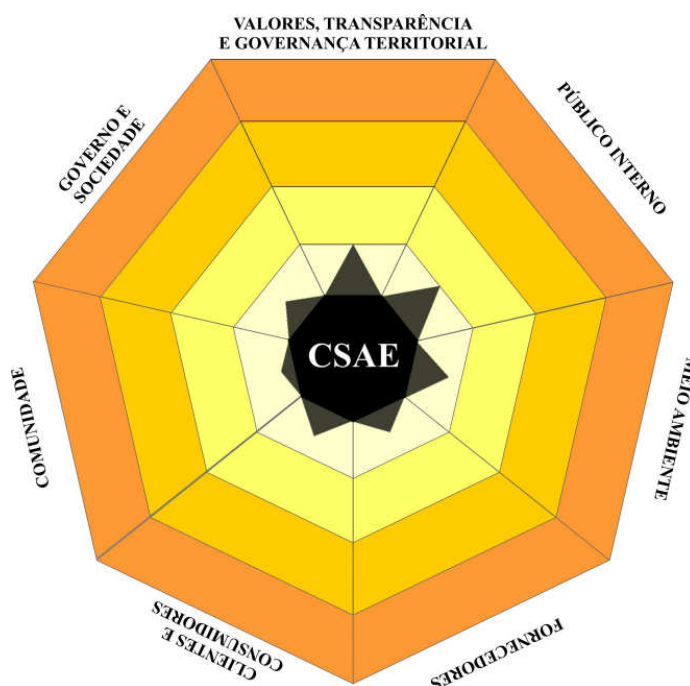 VALORES, TRANSPARÊNCIA
E GOVERNANÇA TERRITORIAL
GOVERNO E
SOCIEDADE
PÚBLICO INTERNO
CSAE
COMUNIDADE
MEIO AMBIENTE
CLIENTES E
CONSUMIDORES
FORNECEDORES